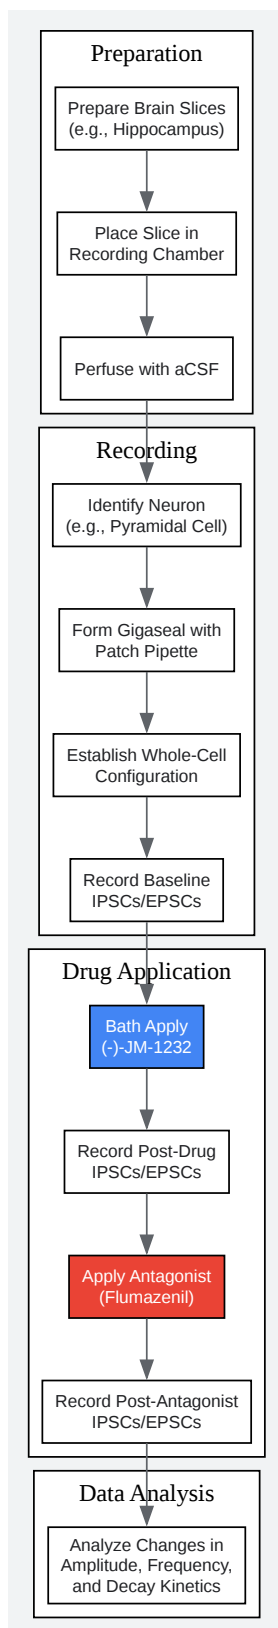 Preparation
Prepare Brain Slices
(e.g., Hippocampus)
Place Slice in
Recording Chamber
Perfuse with aCSF
Recording
Identify Neuron
(e.g., Pyramidal Cell)
Form Gigaseal with
Patch Pipette
Establish Whole-Cell
Configuration
Record Baseline
IPSCs/EPSCs
Drug Application
Bath Apply
(-)-JM-1232
Record Post-Drug
IPSCs/EPSCs
Apply Antagonist
(Flumazenil)
Record Post-Antagonist
IPSCs/EPSCs
Data Analysis
Analyze Changes in
Amplitude, Frequency,
and Decay Kinetics